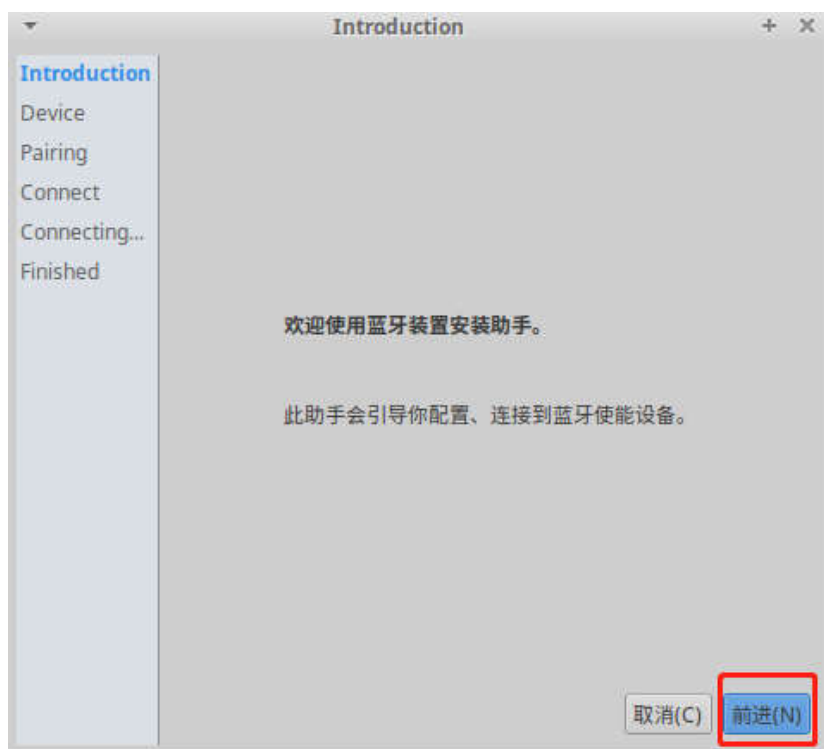 Introduction
Introduction
Device
Pairing
Connect
Connecting...
Finished
欢迎使用蓝牙装置安装助手。
此助手会引导你配置、连接到蓝牙使能设备。
取消(C)
前进(N)